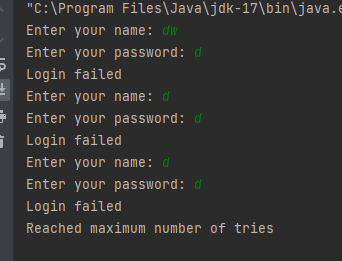 "C:\Program Files\Java\jdk-17\bin\java.e
Enter your name: dw
Enter your password: d
Login failed
Enter your name: d
Enter your password: d
Login failed
Enter your name: d
Enter your password: d
Login failed
Reached maximum number of tries